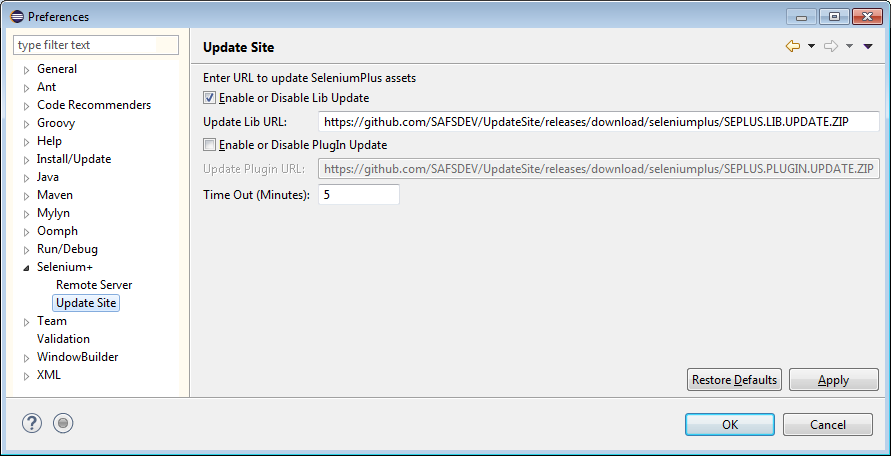 Preferences
type filter text
General
Ant
Code Recommenders
Groovy
Help
Install/Update
Java
Maven
Mylyn
Oomph
Run/Debug
Selenium+
Remote Server
Update Site
Team
Validation
WindowBuilder
XML
Update Site
Enter URL to update SeleniumPlus assets
Enable or Disable Lib Update
Update Lib URL: https://github.com/SAFSDEV/UpdateSite/releases/download/seleniumplus/SEPLUS.LIB.UPDATE.ZIP
Enable or Disable PlugIn Update
Update Plugin URL: https://github.com/SAFSDEV/UpdateSite/releases/download/seleniumplus/SEPLUS.PLUGIN.UPDATE.ZIP
Time Out (Minutes): 5
Restore Defaults Apply
? OK Cancel